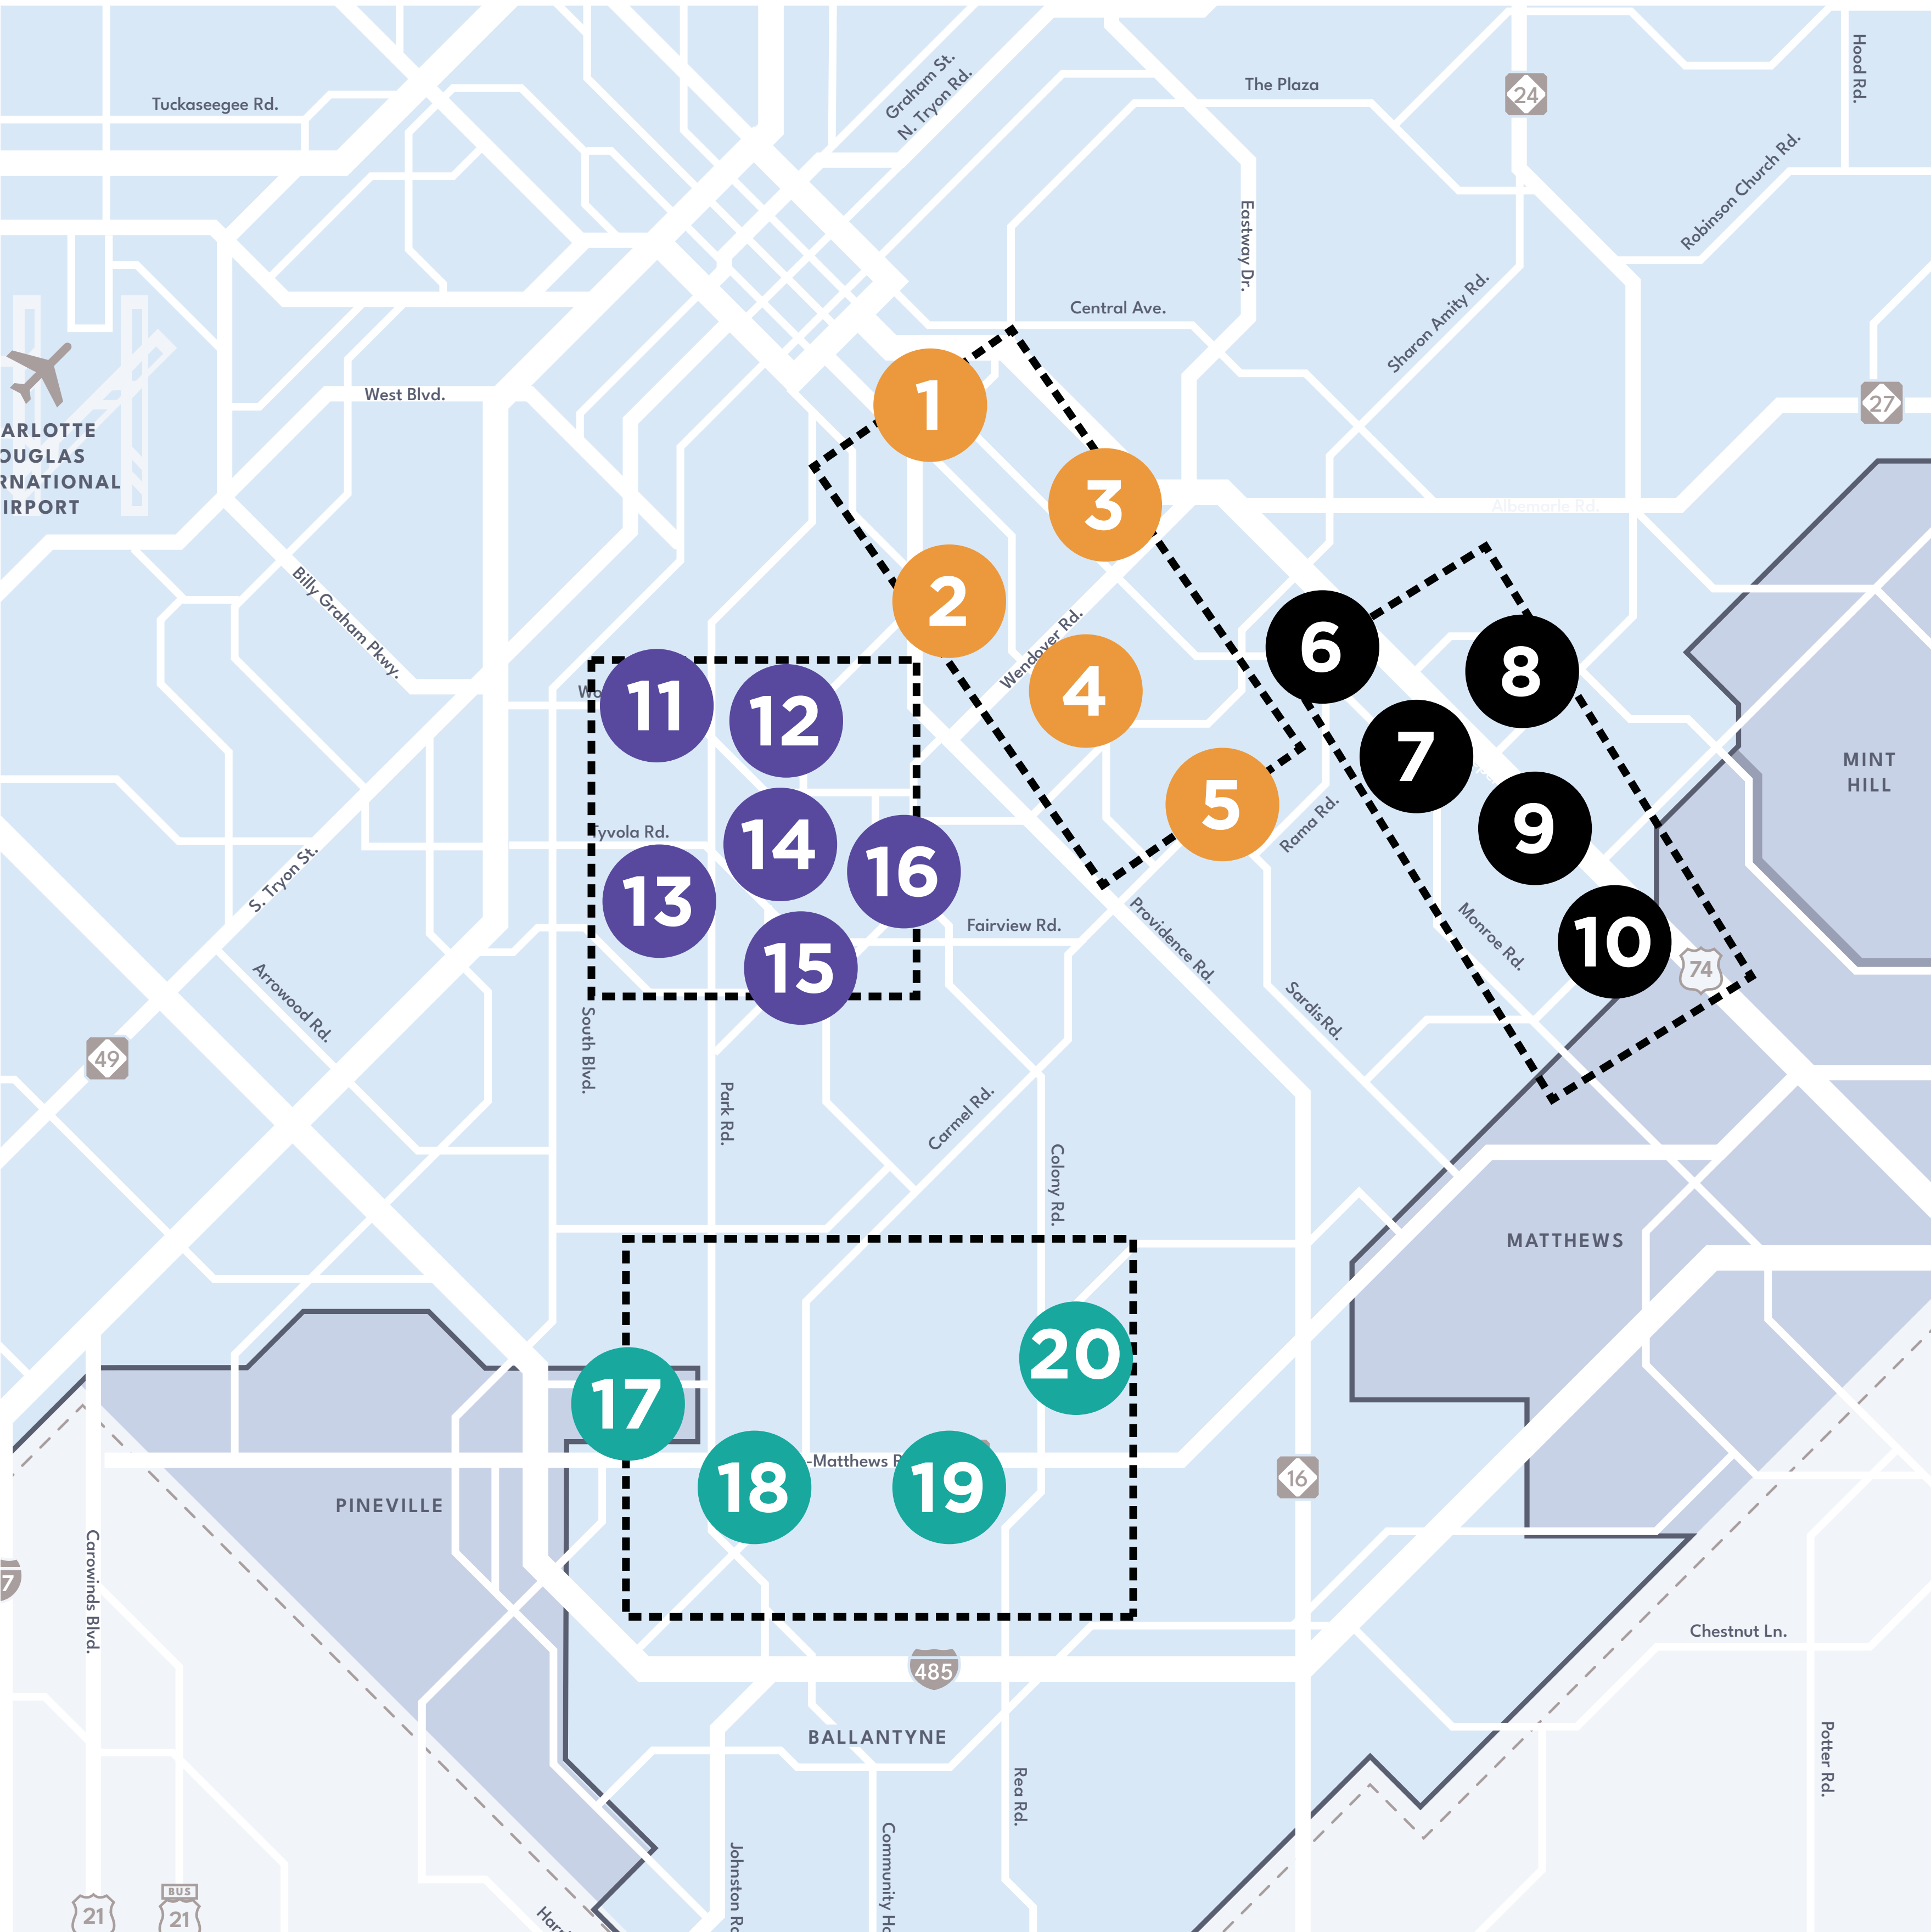 Tuckaseegee Rd.
Graham St.
N. Tryon Rd.
The Plaza
24
Hood Rd.
Robinson Church Rd.
Eastway Dr.
Central Ave.
Sharon Amity Rd.
27
West Blvd.
ARLOTTE
OUGLAS
RNATIONAL
IRPORT
1
3
Albemarle Rd.
Billy Graham Pkwy.
2
Wendover Rd.
6
8
4
11
12
7
MINT
HILL
5
Rama Rd.
9
Tyvola Rd.
14
16
13
S. Tryon St.
Fairview Rd.
Providence Rd.
Monroe Rd.
10
74
15
Arrowood Rd.
Sardis Rd.
49
South Blvd.
Park Rd.
Carmel Rd.
Colony Rd.
MATTHEWS
20
17
-Matthews R
18
19
16
PINEVILLE
Carowinds Blvd.
7
485
Chestnut Ln.
BALLANTYNE
Rea Rd.
Potter Rd.
Johnston Ro
Community Ho
21
BUS
21
Harri